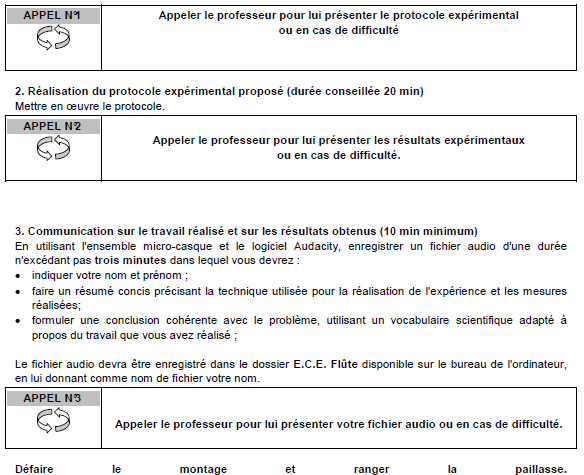 APPEL N°1
Appeler le professeur pour lui présenter le protocole expérimental
ou en cas de difficulté
2. Réalisation du protocole expérimental proposé (durée conseillée 20 min)
Mettre en œuvre le protocole.
APPEL N°2
Appeler le professeur pour lui présenter les résultats expérimentaux
ou en cas de difficulté.
3. Communication sur le travail réalisé et sur les résultats obtenus (10 min minimum)
En utilisant l'ensemble micro-casque et le logiciel Audacity, enregistrer un fichier audio d'une durée
n'excédant pas trois minutes dans lequel vous devrez :
• indiquer votre nom et prénom ;
• faire un résumé concis précisant la technique utilisée pour la réalisation de l'expérience et les mesures
réalisées;
• formuler une conclusion cohérente avec le problème, utilisant un vocabulaire scientifique adapté à
propos du travail que vous avez réalisé ;
Le fichier audio devra être enregistré dans le dossier E.C.E. Flûte disponible sur le bureau de l'ordinateur,
en lui donnant comme nom de fichier votre nom.
APPEL N°3
Appeler le professeur pour lui présenter votre fichier audio ou en cas de difficulté.
Défaire le montage et ranger la paillasse.